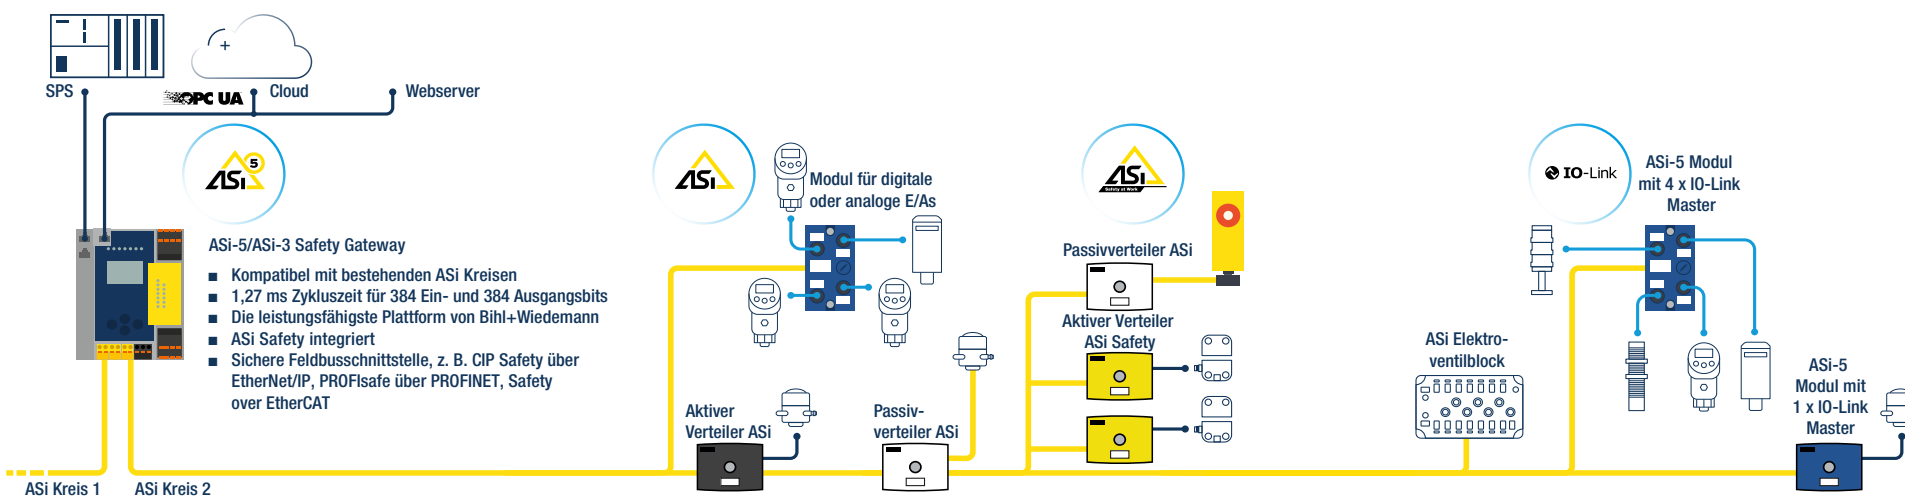 SPS
OPC UA
Cloud
Webserver
ASi 5
ASi-5/ASi-3 Safety Gateway
■ Kompatibel mit bestehenden ASi Kreisen
■ 1,27 ms Zykluszeit für 384 Ein- und 384 Ausgangsbits
■ Die leistungsfähigste Plattform von Bihl+Wiedemann
■ ASi Safety integriert
■ Sichere Feldbusschnittstelle, z. B. CIP Safety über
EtherNet/IP, PROFIsafe über PROFINET, Safety
over EtherCAT
ASi Kreis 1
ASi Kreis 2
ASi
Modul für digitale
oder analoge E/As
Aktiver
Verteiler ASi
Passiv-
verteiler ASi
ASi
Safety at Work
Passivverteiler ASi
Aktiver Verteiler
ASi Safety
ASi Elektro-
ventilblock
IO-Link
ASi-5 Modul
mit 4 x IO-Link
Master
ASi-5
Modul mit
1 x IO-Link
Master